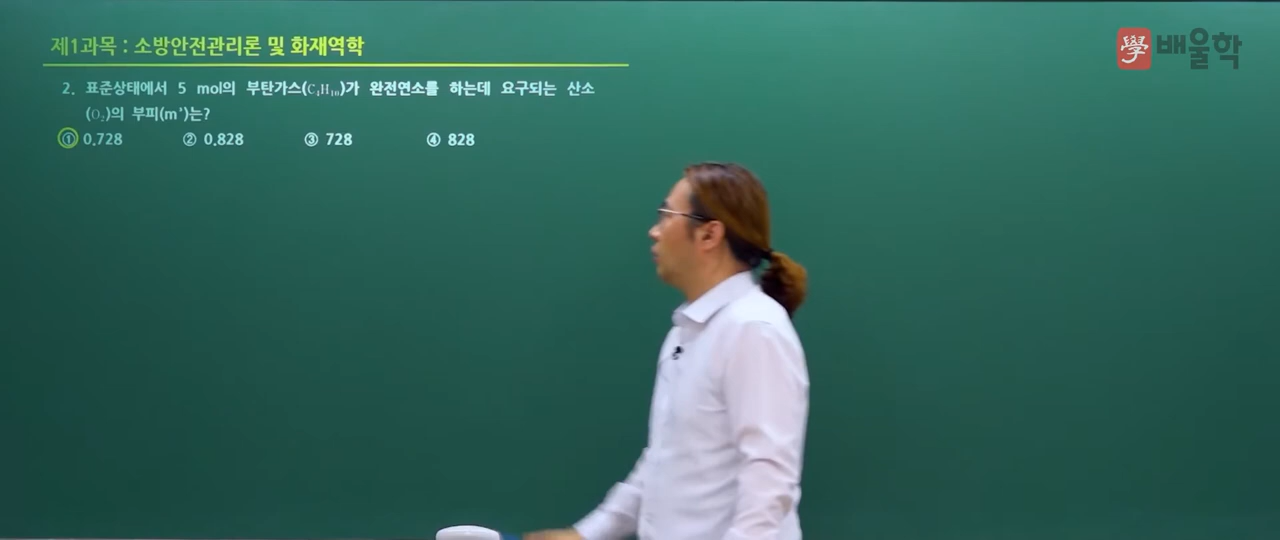 제1과목 : 소방안전관리론 및 화재역학
學 배울학
2. 표준상태에서 5 mol의 부탄가스(C₄H₁₀)가 완전연소를 하는데 요구되는 산소
(O₂)의 부피(m³)는?
① 0.728 ② 0.828 ③ 728 ④ 828